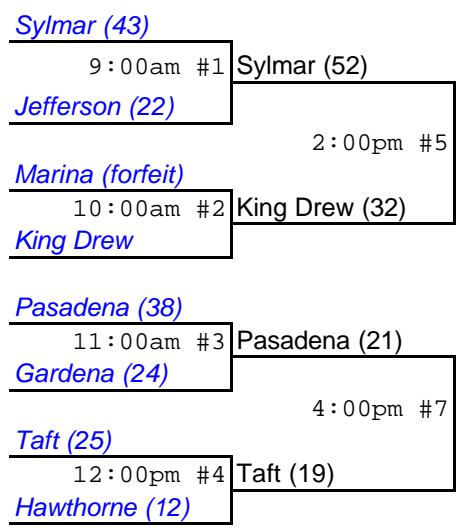 Sylmar (43)
9:00am #1 Sylmar (52)
Jefferson (22)
2:00pm #5
Marina (forfeit)
10:00am #2 King Drew (32)
King Drew
Pasadena (38)
11:00am #3 Pasadena (21)
Gardena (24)
4:00pm #7
Taft (25)
12:00pm #4 Taft (19)
Hawthorne (12)